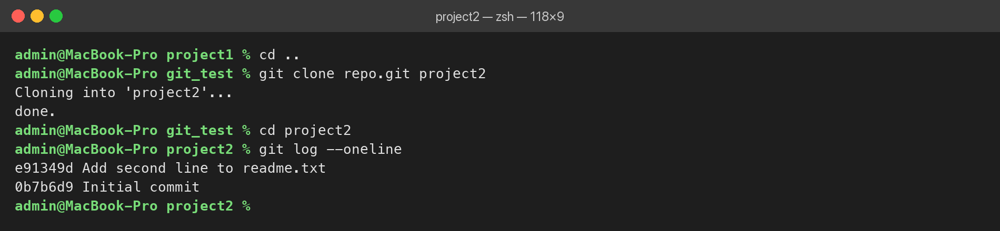 project2 — zsh — 118×9
admin@MacBook-Pro project1 % cd ..
admin@MacBook-Pro git_test % git clone repo.git project2
Cloning into 'project2'...
done.
admin@MacBook-Pro git_test % cd project2
admin@MacBook-Pro project2 % git log --oneline
e91349d Add second line to readme.txt
0b7b6d9 Initial commit
admin@MacBook-Pro project2 %